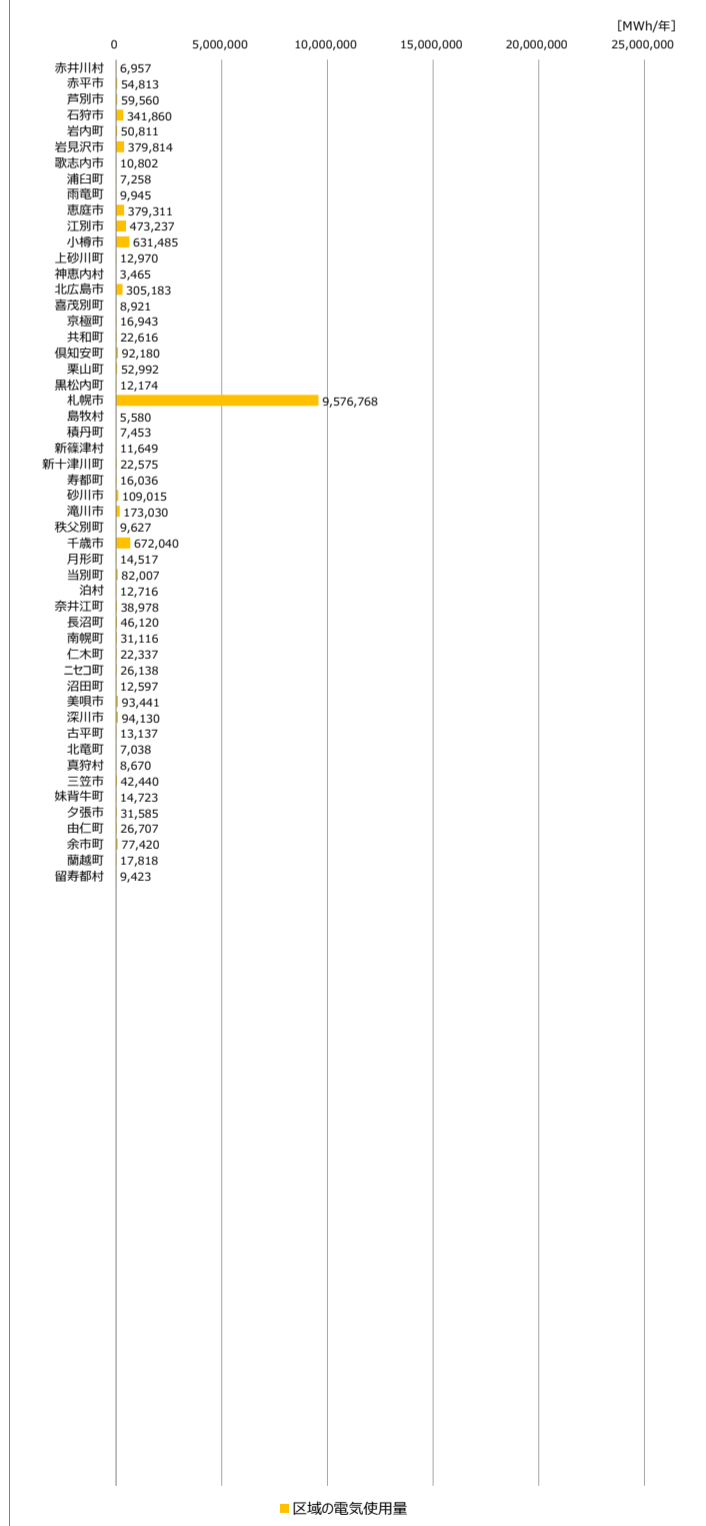 [MWh/年]
0 5,000,000 10,000,000 15,000,000 20,000,000 25,000,000
赤井川村 6,957
赤平市 54,813
芦別市 59,560
石狩市 341,860
岩内町 50,811
岩見沢市 379,814
歌志内市 10,802
浦臼町 7,258
雨竜町 9,945
恵庭市 379,311
江別市 473,237
小樽市 631,485
上砂川町 12,970
神恵内村 3,465
北広島市 305,183
喜茂別町 8,921
京極町 16,943
共和町 22,616
倶知安町 92,180
栗山町 52,992
黒松内町 12,174
札幌市 9,576,768
島牧村 5,580
積丹町 7,453
新篠津村 11,649
新十津川町 22,575
寿都町 16,036
砂川市 109,015
滝川市 173,030
秩父別町 9,627
千歳市 672,040
月形町 14,517
当別町 82,007
泊村 12,716
奈井江町 38,978
長沼町 46,120
南幌町 31,116
仁木町 22,337
ニセコ町 26,138
沼田町 12,597
美唄市 93,441
深川市 94,130
古平町 13,137
北竜町 7,038
真狩村 8,670
三笠市 42,440
妹背牛町 14,723
夕張市 31,585
由仁町 26,707
余市町 77,420
蘭越町 17,818
留寿都村 9,423
区域の電気使用量